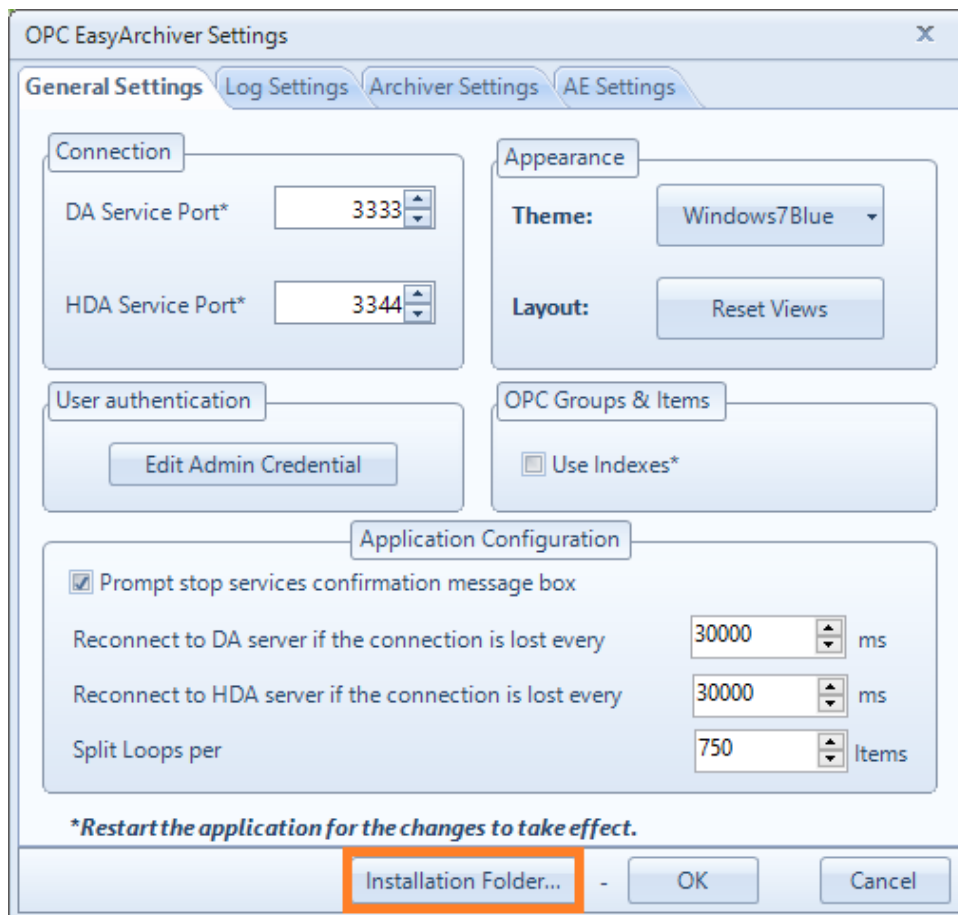 OPC EasyArchiver Settings
General Settings Log Settings Archiver Settings AE Settings
Connection
DA Service Port* 3333
HDA Service Port* 3344
Appearance
Theme: Windows7Blue
Layout: Reset Views
User authentication
Edit Admin Credential
OPC Groups & Items
Use Indexes*
Application Configuration
Prompt stop services confirmation message box
Reconnect to DA server if the connection is lost every 30000 ms
Reconnect to HDA server if the connection is lost every 30000 ms
Split Loops per 750 Items
*Restart the application for the changes to take effect.
Installation Folder... - OK Cancel